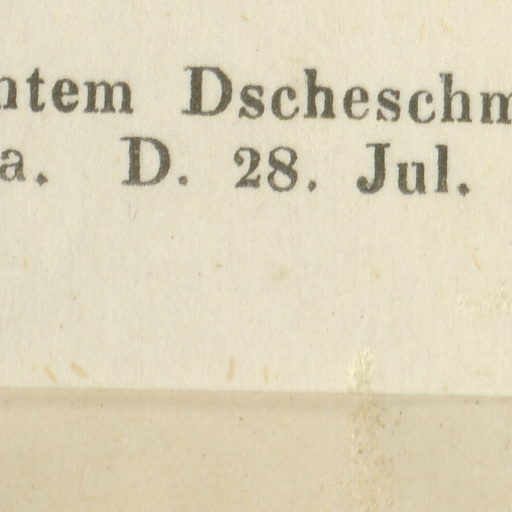 ntem Dscheschm
a. D. 28. Jul.